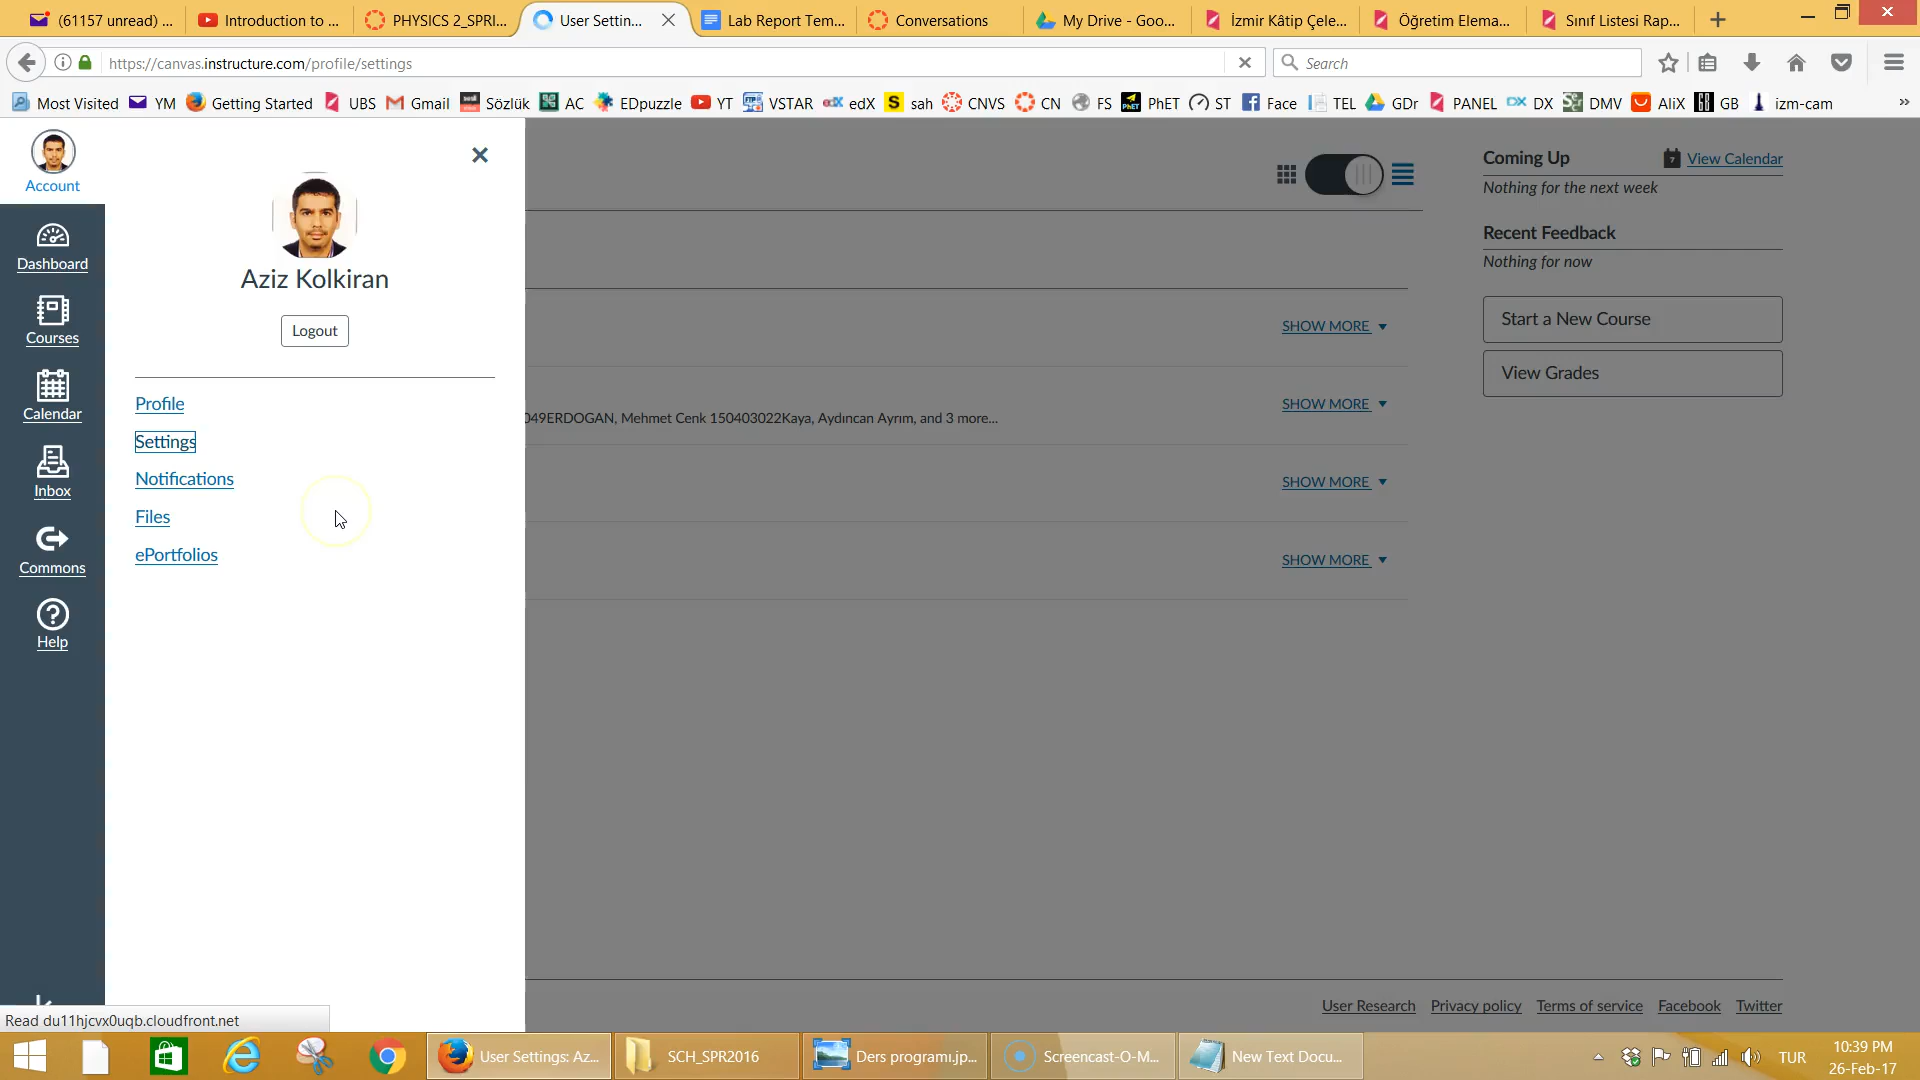 (61157 unread) ...
Introduction to ...
PHYSICS 2_SPRI...
User Settin...
Lab Report Tem...
Conversations
My Drive - Goo...
İzmir Kâtip Çele...
Öğretim Elema...
Sınıf Listesi Rap...
https://canvas.instructure.com/profile/settings
Search
Most Visited
YM
Getting Started
UBS
Gmail
Sözlük
AC
EDpuzzle
YT
VSTAR
edX
sah
CNVS
CN
FS
PhET
ST
Face
TEL
GDr
PANEL
DX
DMV
AliX
GB
izm-cam
Account
Dashboard
Courses
Calendar
Inbox
Commons
Help
Aziz Kolkiran
Logout
Profile
Settings
Notifications
Files
ePortfolios
SHOW MORE
049ERDOGAN, Mehmet Cenk 150403022Kaya, Aydıncan Ayrım, and 3 more...
SHOW MORE
SHOW MORE
SHOW MORE
Coming Up
View Calendar
Nothing for the next week
Recent Feedback
Nothing for now
Start a New Course
View Grades
User Research
Privacy policy
Terms of service
Facebook
Twitter
Read du11hjcvx0uqb.cloudfront.net
User Settings: Az...
SCH_SPR2016
Ders programı.jp...
Screencast-O-M...
New Text Docu...
TUR
10:39 PM
26-Feb-17